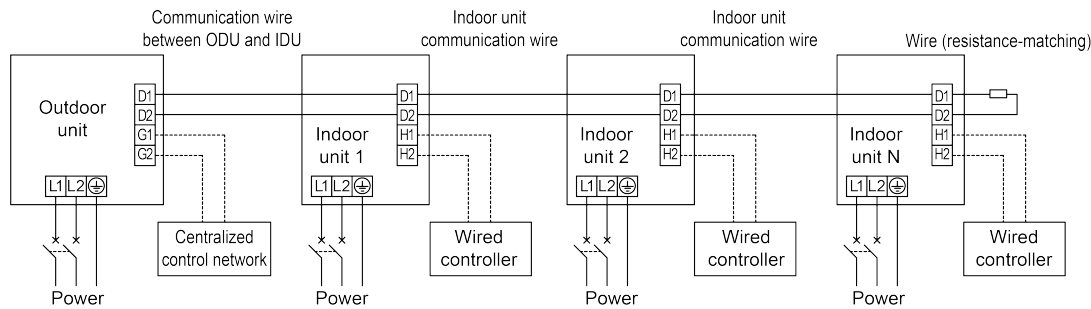 Communication wire
between ODU and IDU
Indoor unit
communication wire
Indoor unit
communication wire
Wire (resistance-matching)
Outdoor
unit
D1
D2
G1
G2
L1 L2
Centralized
control network
Power
Indoor
unit 1
D1
D2
H1
H2
L1 L2
Wired
controller
Power
Indoor
unit 2
D1
D2
H1
H2
L1 L2
Wired
controller
Power
Indoor
unit N
D1
D2
H1
H2
L1 L2
Wired
controller
Power